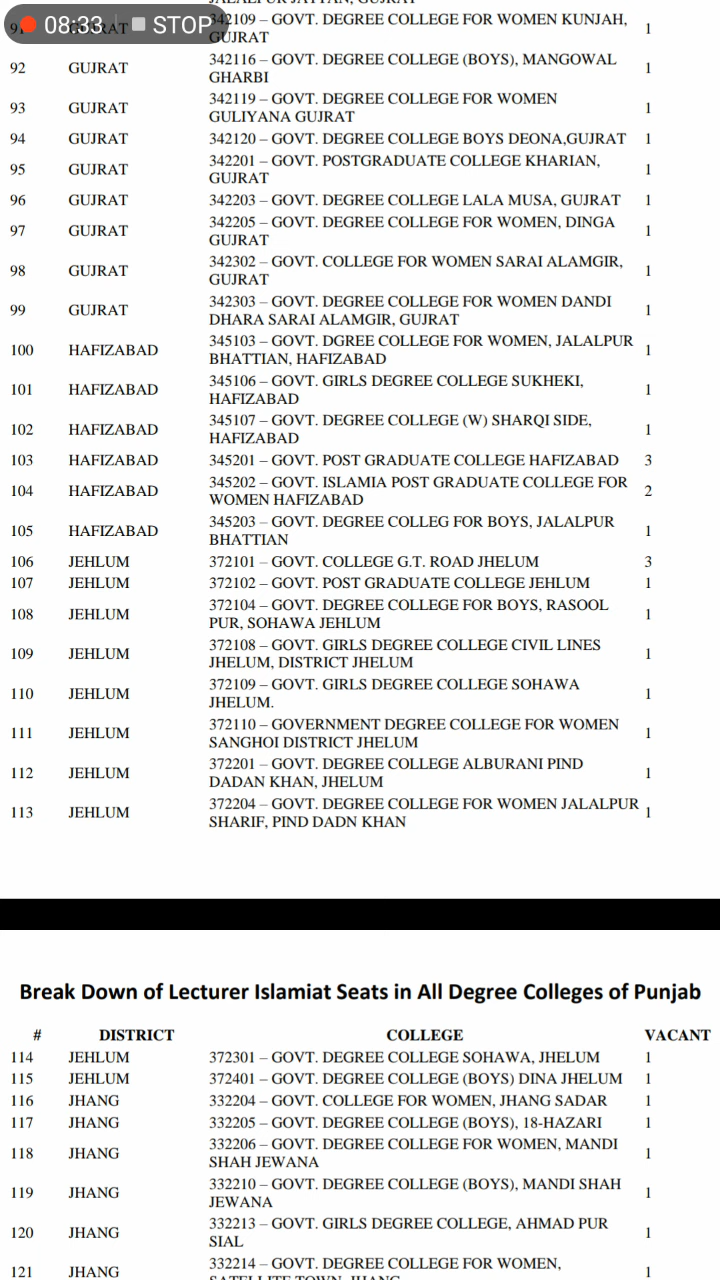 JALALPUR JATTAN, GUJRAT
08:33 STOP
91 GUJRAT 342109 – GOVT. DEGREE COLLEGE FOR WOMEN KUNJAH, 1
GUJRAT
92 GUJRAT 342116 – GOVT. DEGREE COLLEGE (BOYS), MANGOWAL 1
GHARBI
93 GUJRAT 342119 – GOVT. DEGREE COLLEGE FOR WOMEN 1
GULIYANA GUJRAT
94 GUJRAT 342120 – GOVT. DEGREE COLLEGE BOYS DEONA,GUJRAT 1
95 GUJRAT 342201 – GOVT. POSTGRADUATE COLLEGE KHARIAN, 1
GUJRAT
96 GUJRAT 342203 – GOVT. DEGREE COLLEGE LALA MUSA, GUJRAT 1
97 GUJRAT 342205 – GOVT. DEGREE COLLEGE FOR WOMEN, DINGA 1
GUJRAT
98 GUJRAT 342302 – GOVT. COLLEGE FOR WOMEN SARAI ALAMGIR, 1
GUJRAT
99 GUJRAT 342303 – GOVT. DEGREE COLLEGE FOR WOMEN DANDI 1
DHARA SARAI ALAMGIR, GUJRAT
100 HAFIZABAD 345103 – GOVT. DGREE COLLEGE FOR WOMEN, JALALPUR 1
BHATTIAN, HAFIZABAD
101 HAFIZABAD 345106 – GOVT. GIRLS DEGREE COLLEGE SUKHEKI, 1
HAFIZABAD
102 HAFIZABAD 345107 – GOVT. DEGREE COLLEGE (W) SHARQI SIDE, 1
HAFIZABAD
103 HAFIZABAD 345201 – GOVT. POST GRADUATE COLLEGE HAFIZABAD 3
104 HAFIZABAD 345202 – GOVT. ISLAMIA POST GRADUATE COLLEGE FOR 2
WOMEN HAFIZABAD
105 HAFIZABAD 345203 – GOVT. DEGREE COLLEG FOR BOYS, JALALPUR 1
BHATTIAN
106 JEHLUM 372101 – GOVT. COLLEGE G.T. ROAD JHELUM 3
107 JEHLUM 372102 – GOVT. POST GRADUATE COLLEGE JEHLUM 1
108 JEHLUM 372104 – GOVT. DEGREE COLLEGE FOR BOYS, RASOOL 1
PUR, SOHAWA JEHLUM
109 JEHLUM 372108 – GOVT. GIRLS DEGREE COLLEGE CIVIL LINES 1
JHELUM, DISTRICT JHELUM
110 JEHLUM 372109 – GOVT. GIRLS DEGREE COLLEGE SOHAWA 1
JHELUM.
111 JEHLUM 372110 – GOVERNMENT DEGREE COLLEGE FOR WOMEN 1
SANGHOI DISTRICT JHELUM
112 JEHLUM 372201 – GOVT. DEGREE COLLEGE ALBURANI PIND 1
DADAN KHAN, JHELUM
113 JEHLUM 372204 – GOVT. DEGREE COLLEGE FOR WOMEN JALALPUR 1
SHARIF, PIND DADN KHAN
Break Down of Lecturer Islamiat Seats in All Degree Colleges of Punjab
# DISTRICT COLLEGE VACANT
114 JEHLUM 372301 – GOVT. DEGREE COLLEGE SOHAWA, JHELUM 1
115 JEHLUM 372401 – GOVT. DEGREE COLLEGE (BOYS) DINA JHELUM 1
116 JHANG 332204 – GOVT. COLLEGE FOR WOMEN, JHANG SADAR 1
117 JHANG 332205 – GOVT. DEGREE COLLEGE (BOYS), 18-HAZARI 1
118 JHANG 332206 – GOVT. DEGREE COLLEGE FOR WOMEN, MANDI 1
SHAH JEWANA
119 JHANG 332210 – GOVT. DEGREE COLLEGE (BOYS), MANDI SHAH 1
JEWANA
120 JHANG 332213 – GOVT. GIRLS DEGREE COLLEGE, AHMAD PUR 1
SIAL
121 JHANG 332214 – GOVT. DEGREE COLLEGE FOR WOMEN, 1
SATELLITE TOWN, JHANG